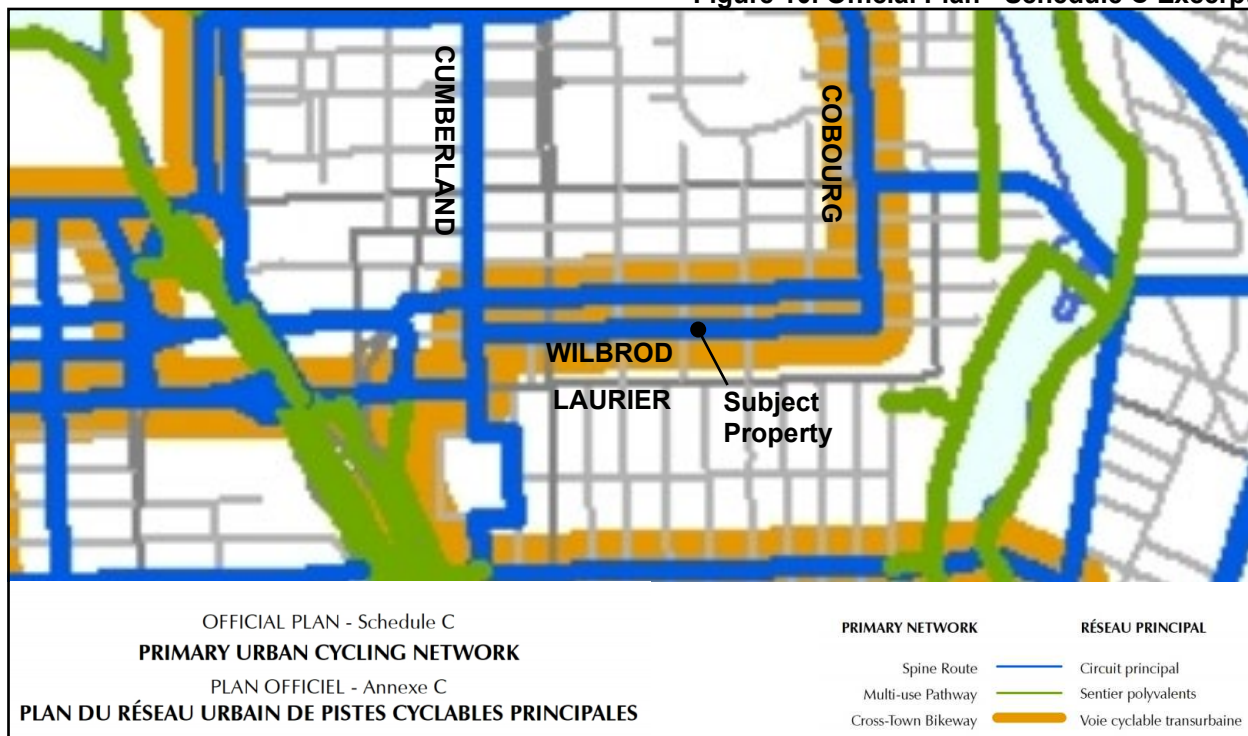 CUMBERLAND
COBOURG
WILBROD
LAURIER
Subject
Property
OFFICIAL PLAN - Schedule C
PRIMARY URBAN CYCLING NETWORK
PLAN OFFICIEL - Annexe C
PLAN DU RÉSEAU URBAIN DE PISTES CYCLABLES PRINCIPALES
PRIMARY NETWORK RÉSEAU PRINCIPAL
Spine Route Circuit principal
Multi-use Pathway Sentier polyvalents
Cross-Town Bikeway Voie cyclable transurbaine